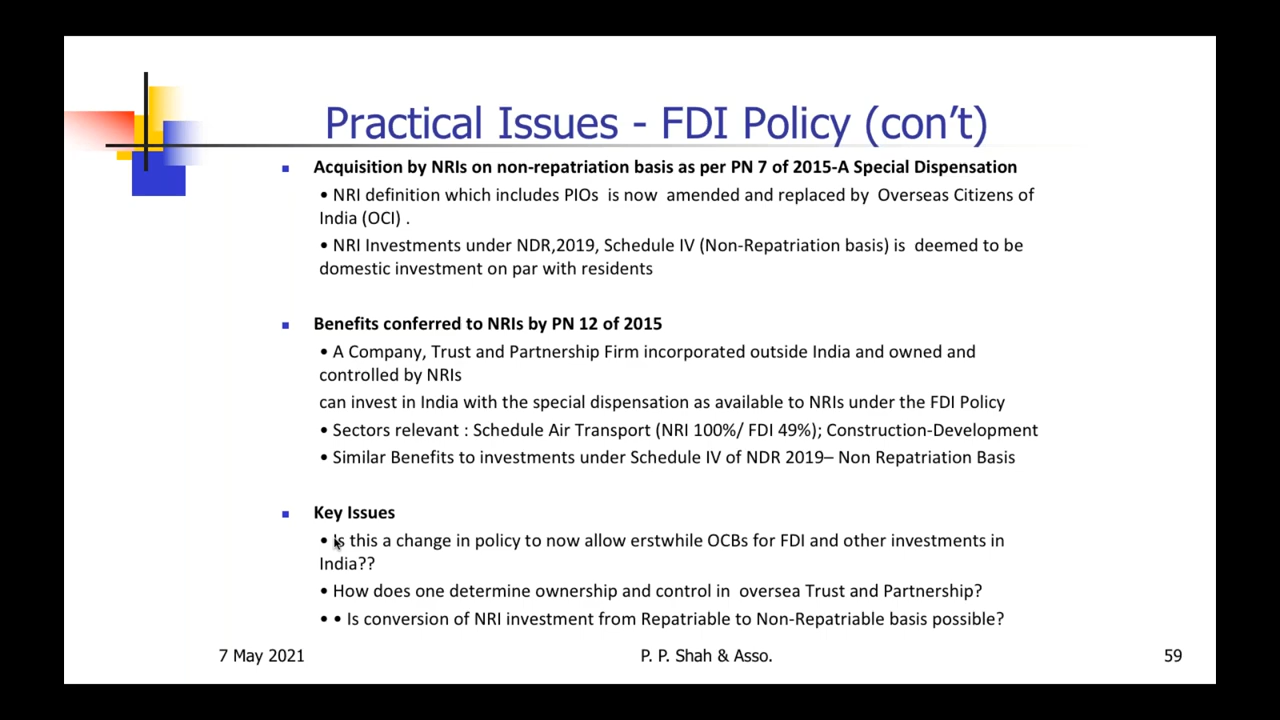 Practical Issues - FDI Policy (con't)
Acquisition by NRIs on non-repatriation basis as per PN 7 of 2015-A Special Dispensation
• NRI definition which includes PIOs is now amended and replaced by Overseas Citizens of
India (OCI) .
• NRI Investments under NDR,2019, Schedule IV (Non-Repatriation basis) is deemed to be
domestic investment on par with residents
Benefits conferred to NRIs by PN 12 of 2015
• A Company, Trust and Partnership Firm incorporated outside India and owned and
controlled by NRIs
can invest in India with the special dispensation as available to NRIs under the FDI Policy
• Sectors relevant : Schedule Air Transport (NRI 100%/ FDI 49%); Construction-Development
• Similar Benefits to investments under Schedule IV of NDR 2019– Non Repatriation Basis
Key Issues
• Is this a change in policy to now allow erstwhile OCBs for FDI and other investments in
India??
• How does one determine ownership and control in oversea Trust and Partnership?
• • Is conversion of NRI investment from Repatriable to Non-Repatriable basis possible?
7 May 2021
P. P. Shah & Asso.
59